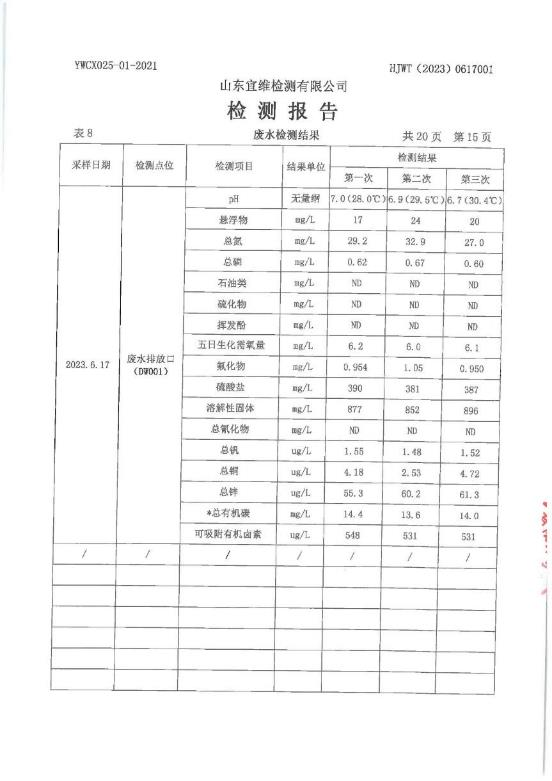 YWCX025-01-2021 HJWT（2023）0617001
山东宜维检测有限公司
检 测 报 告
表 8 废水检测结果 共 20 页 第 15 页
采样日期 检测点位 检测项目 结果单位 检测结果
第一次 第二次 第三次
pH 无量纲 7.0(28.0℃) 6.9(29.5℃) 6.7(30.4℃)
悬浮物 mg/L 17 24 20
总氮 mg/L 29.2 32.9 27.0
总磷 mg/L 0.62 0.67 0.60
石油类 mg/L ND ND ND
硫化物 mg/L ND ND ND
挥发酚 mg/L ND ND ND
五日生化需氧量 mg/L 6.2 6.0 6.1
2023.6.17 废水排放口
（DW001）
氟化物 mg/L 0.954 1.05 0.950
硫酸盐 mg/L 390 381 387
溶解性固体 mg/L 877 852 896
总氰化物 mg/L ND ND ND
总钒 ug/L 1.55 1.48 1.52
总铜 ug/L 4.18 2.53 4.72
总锌 ug/L 55.3 60.2 61.3
*总有机碳 mg/L 14.4 13.6 14.0
可吸附有机卤素 ug/L 548 531 531
/ / / / / / /